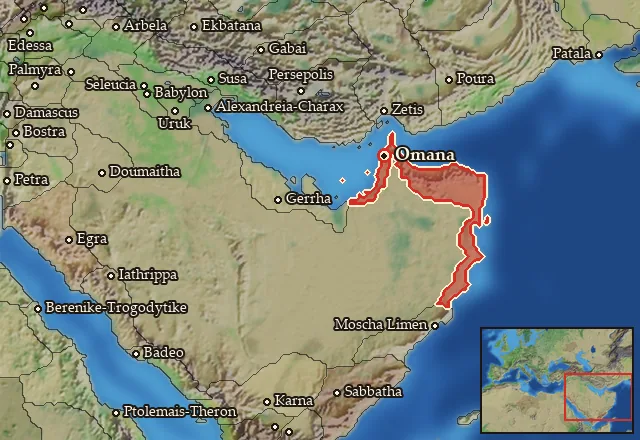 Arbela
Ekbatana
Edessa
Gabai
Patala
Palmyra
Persepolis
Susa
Poura
Seleucia
Babylon
Alexandreia-Charax
Zetis
Damascus
Uruk
Bostra
Omana
Doumaitha
Petra
Gerrha
Egra
Iathrippa
Berenike-Trogodytike
Moscha Limen
Badeo
Sabbatha
Karna
Ptolemais-Theron